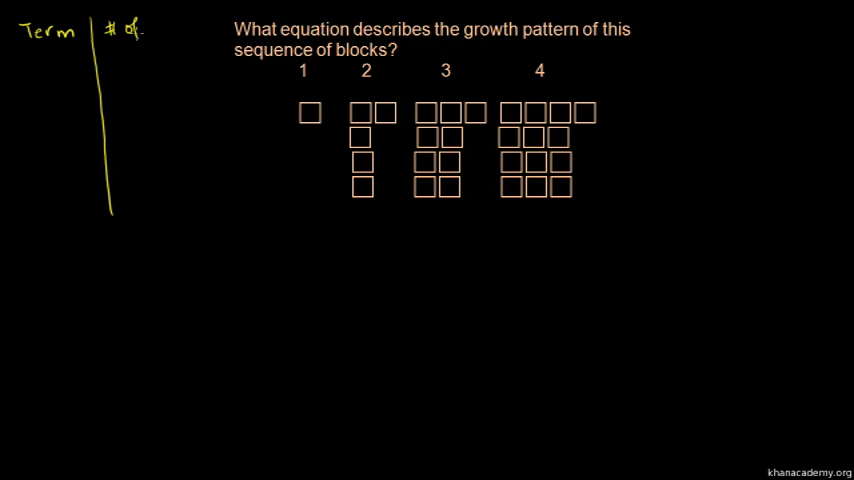 Term # of.
What equation describes the growth pattern of this
sequence of blocks?
1 2 3 4
khanacademy.org